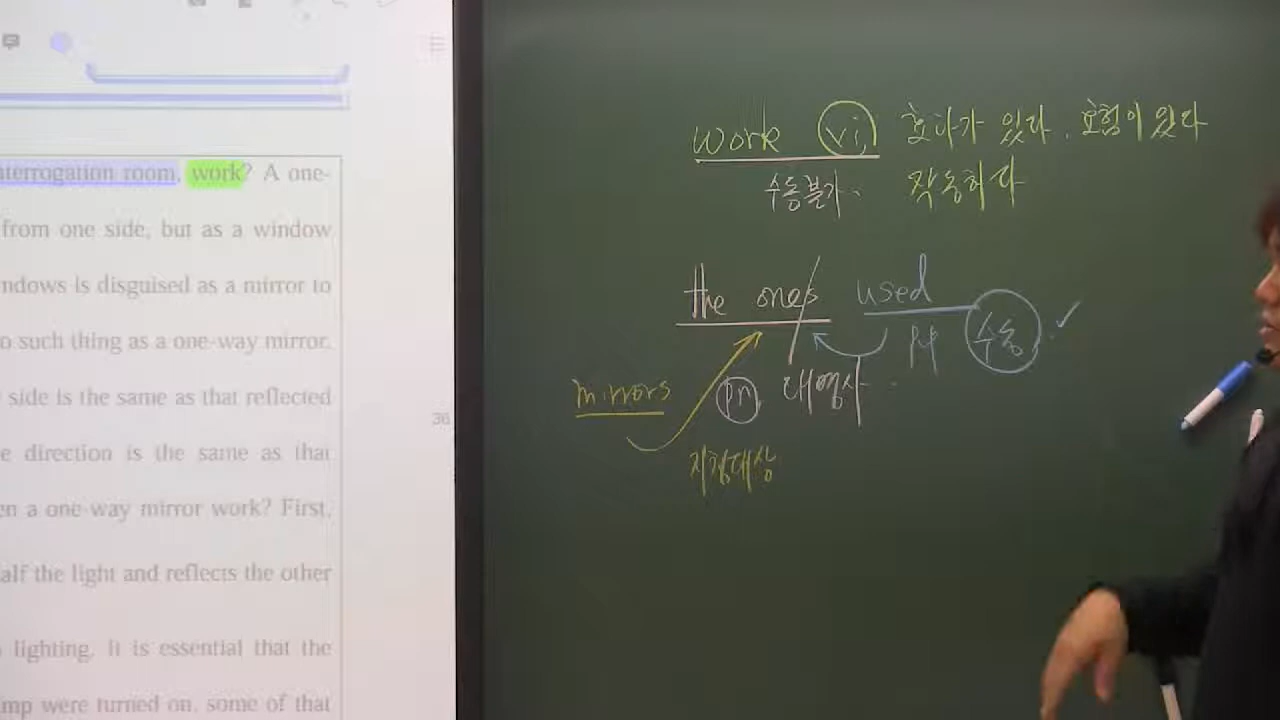 interrogation room, work? A one-
from one side, but as a window
ndows is disguised as a mirror to
o such thing as a one-way mirror.
side is the same as that reflected
e direction is the same as that
en a one-way mirror work? First,
alf the light and reflects the other
lighting. It is essential that the
mp were turned on, some of that
36
work vi, 효과가 있다. 효험이 있다
수동불가. 작동하다
the ones used
pp 수동
mirrors pn 대명사
지칭대상